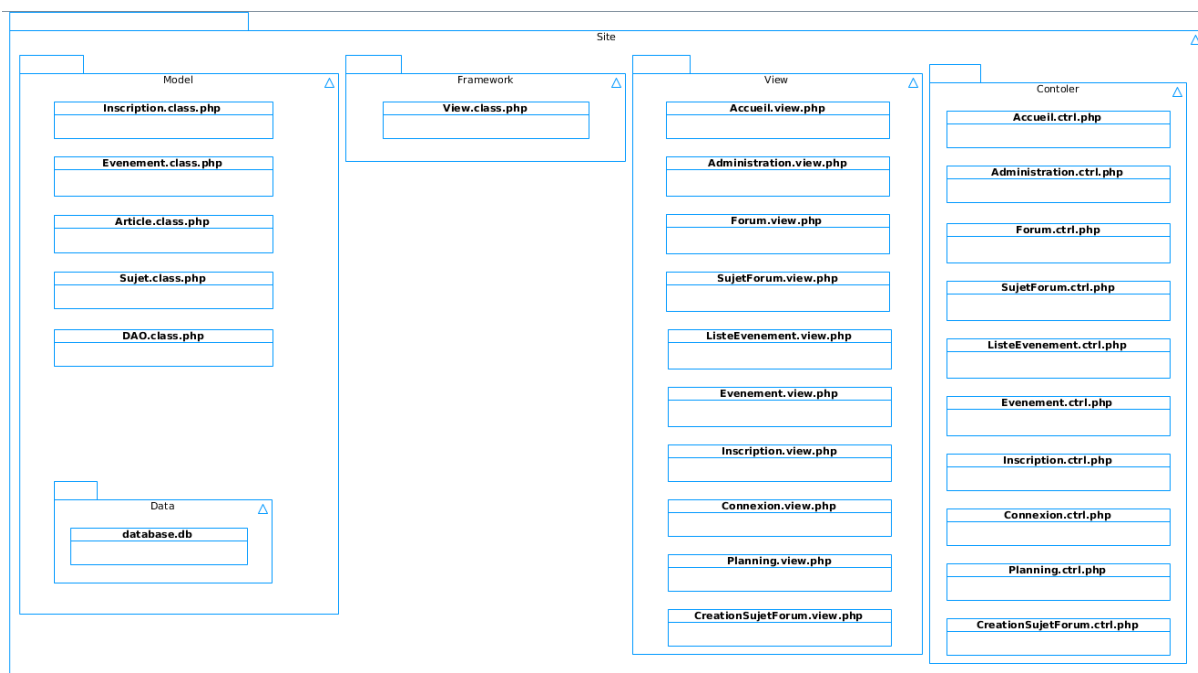 Site
Model
Inscription.class.php
Evenement.class.php
Article.class.php
Sujet.class.php
DAO.class.php
Data
database.db
Framework
View.class.php
View
Accueil.view.php
Administration.view.php
Forum.view.php
SujetForum.view.php
ListeEvenement.view.php
Evenement.view.php
Inscription.view.php
Connexion.view.php
Planning.view.php
CreationSujetForum.view.php
Contoler
Accueil.ctrl.php
Administration.ctrl.php
Forum.ctrl.php
SujetForum.ctrl.php
ListeEvenement.ctrl.php
Evenement.ctrl.php
Inscription.ctrl.php
Connexion.ctrl.php
Planning.ctrl.php
CreationSujetForum.ctrl.php